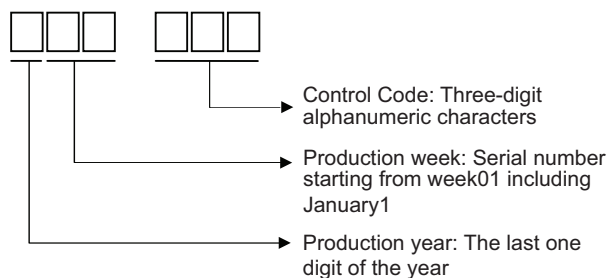 Control Code: Three-digit
alphanumeric characters
Production week: Serial number
starting from week01 including
January1
Production year: The last one
digit of the year